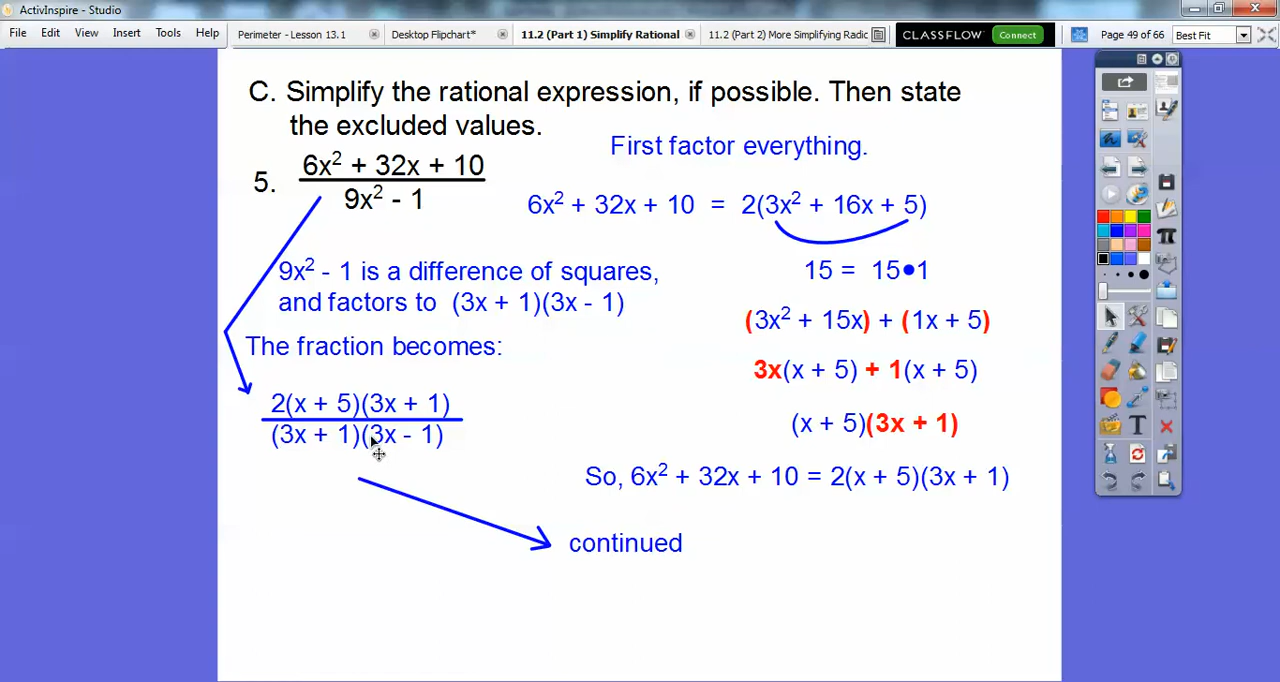 ActivInspire - Studio
File Edit View Insert Tools Help
Perimeter - Lesson 13.1
Desktop Flipchart*
11.2 (Part 1) Simplify Rational
11.2 (Part 2) More Simplifying Radic
CLASSFLOW Connect
Page 49 of 66
Best Fit
C. Simplify the rational expression, if possible. Then state
the excluded values.
First factor everything.
5. 6x² + 32x + 10
9x² - 1
6x² + 32x + 10 = 2(3x² + 16x + 5)
15 = 15•1
9x² - 1 is a difference of squares,
and factors to (3x + 1)(3x - 1)
(3x² + 15x) + (1x + 5)
The fraction becomes:
3x(x + 5) + 1(x + 5)
2(x + 5)(3x + 1)
(3x + 1)(3x - 1)
(x + 5)(3x + 1)
So, 6x² + 32x + 10 = 2(x + 5)(3x + 1)
continued